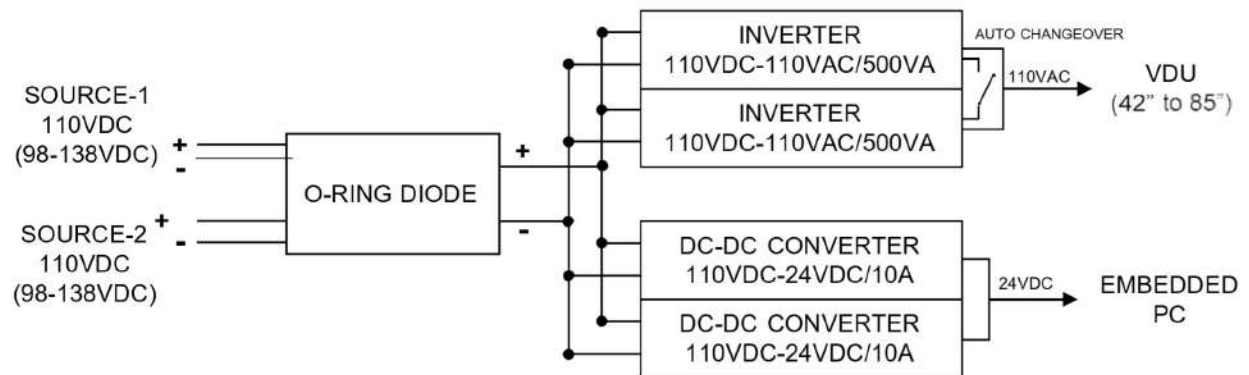 SOURCE-1
110VDC
(98-138VDC)
+
-
SOURCE-2
110VDC
(98-138VDC)
+
-
O-RING DIODE
+
-
INVERTER
110VDC-110VAC/500VA
INVERTER
110VDC-110VAC/500VA
AUTO CHANGEOVER
110VAC
VDU
(42” to 85”)
DC-DC CONVERTER
110VDC-24VDC/10A
DC-DC CONVERTER
110VDC-24VDC/10A
24VDC
EMBEDDED
PC